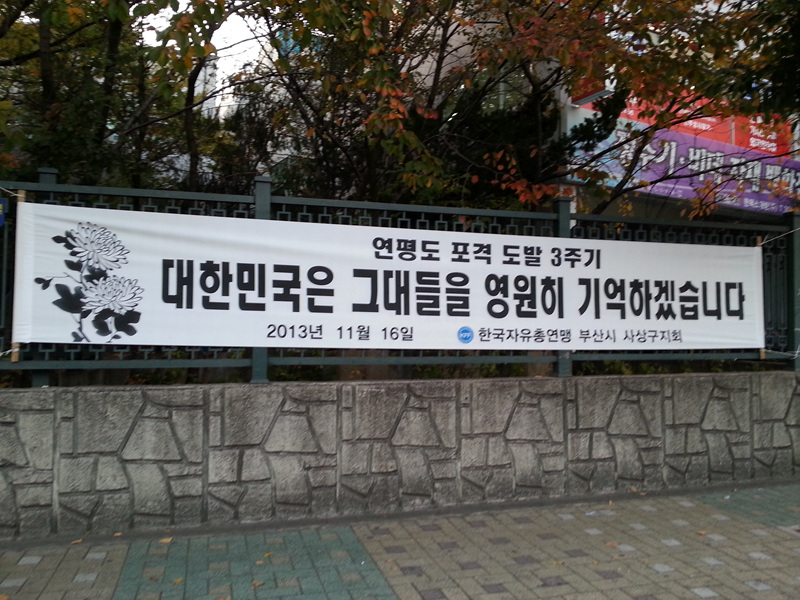 연평도 포격 도발 3주기
대한민국은 그대들을 영원히 기억하겠습니다
2013년 11월 16일 KFF 한국자유총연맹 부산시 사상구지회